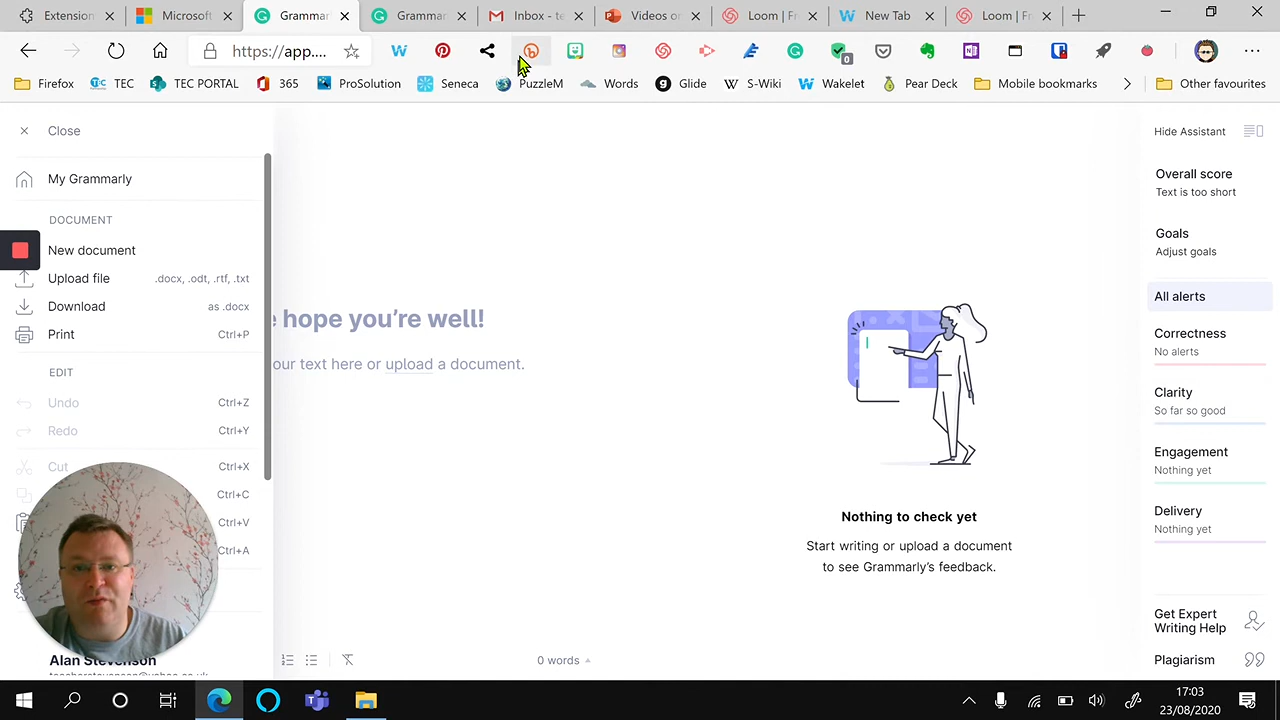 Extension
Microsoft
Grammarly
Grammar
Inbox - te
Videos or
Loom | Fr
New Tab
Loom | Fr
https://app....
0
Firefox
TEC
TEC PORTAL
365
ProSolution
Seneca
PuzzleM
Words
Glide
S-Wiki
Wakelet
Pear Deck
Mobile bookmarks
Other favourites
Close
My Grammarly
DOCUMENT
New document
Upload file .docx, .odt, .rtf, .txt
Download as .docx
Print Ctrl+P
EDIT
Undo Ctrl+Z
Redo Ctrl+Y
Cut Ctrl+X
Ctrl+C
Ctrl+V
Ctrl+A
Alan Stevenson
hope you're well!
our text here or upload a document.
0 words
Nothing to check yet
Start writing or upload a document
to see Grammarly's feedback.
Hide Assistant
Overall score
Text is too short
Goals
Adjust goals
All alerts
Correctness
No alerts
Clarity
So far so good
Engagement
Nothing yet
Delivery
Nothing yet
Get Expert
Writing Help
Plagiarism
17:03
23/08/2020